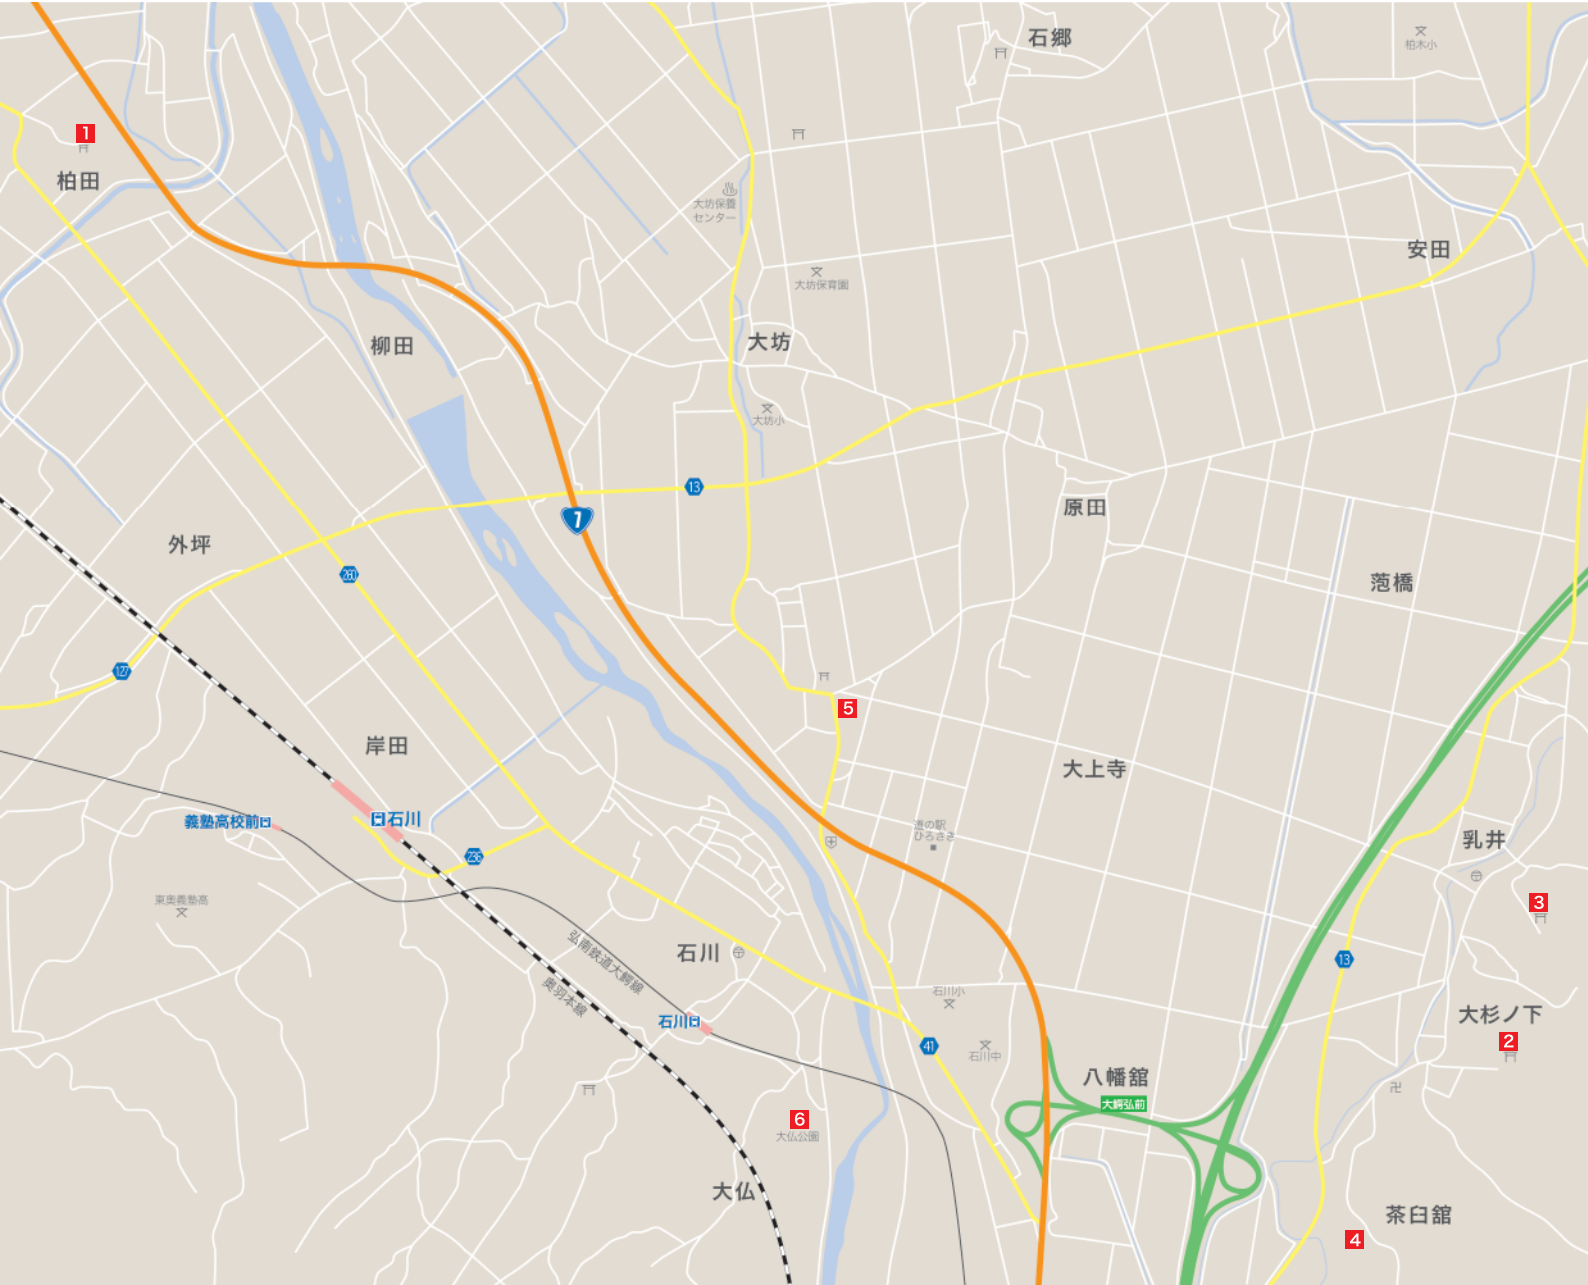 石郷
柏木小
1
柏田
大坊保養
センター
安田
大坊保育園
柳田
大坊
大坊小
13
原田
7
外坪
260
萢橋
127
5
岸田
大上寺
石川
義塾高校前
道の駅
ひろさき
乳井
236
東奥義塾高
3
弘南鉄道大鰐線
石川
13
奥羽本線
石川小
大杉ノ下
石川
2
41
石川中
八幡舘
大鰐弘前
6
大仏公園
大仏
茶臼舘
4